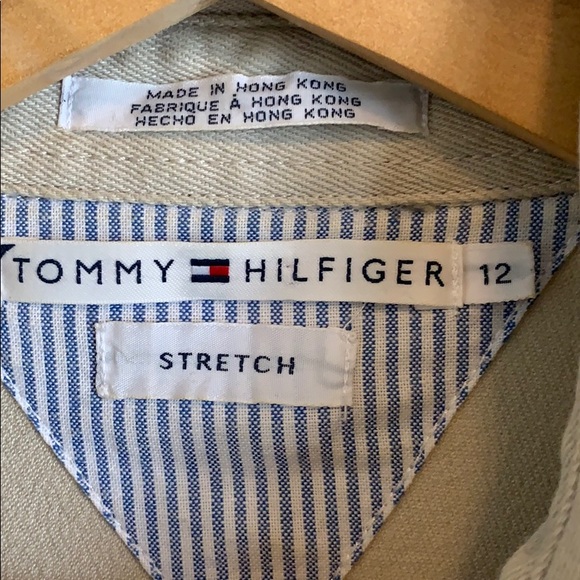 MADE IN HONG KONG
FABRIQUE À HONG KONG
HECHO EN HONG KONG
TOMMY HILFIGER 12
STRETCH